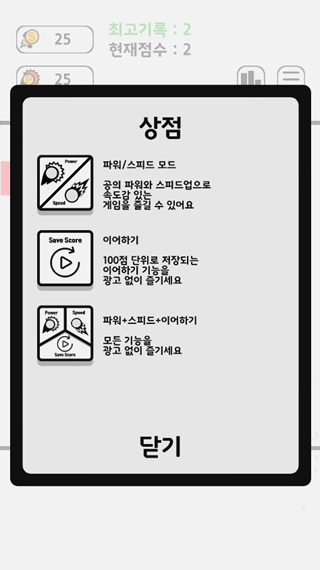 25
최고기록 : 2
현재점수 : 2
25
상점
Power
Speed
파워/스피드 모드
공의 파워와 스피드업으로
속도감 있는
게임을 즐길 수 있어요
Save Score
이어하기
100점 단위로 저장되는
이어하기 기능을
광고 없이 즐기세요
Power
Speed
Save Score
파워+스피드+이어하기
모든 기능을
광고 없이 즐기세요
닫기